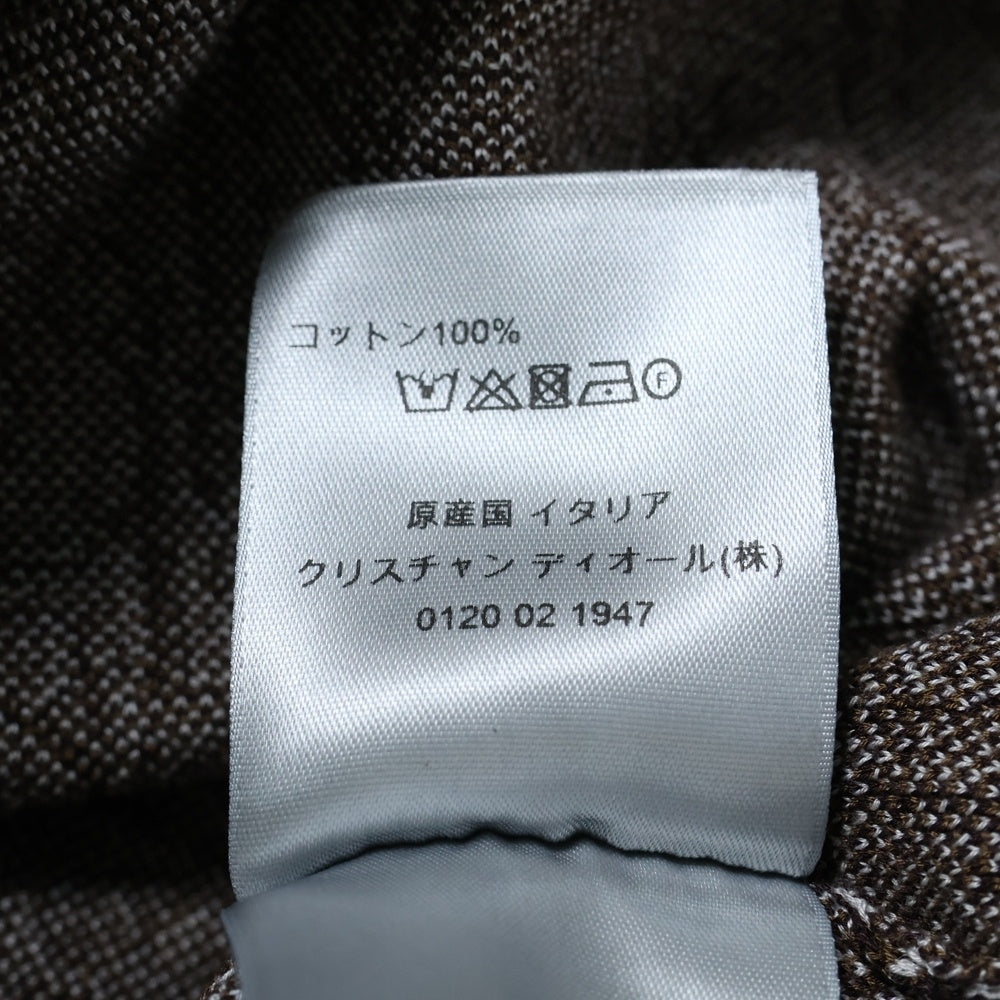 コットン100%
F
原産国 イタリア
クリスチャン ディオール(株)
0120 02 1947